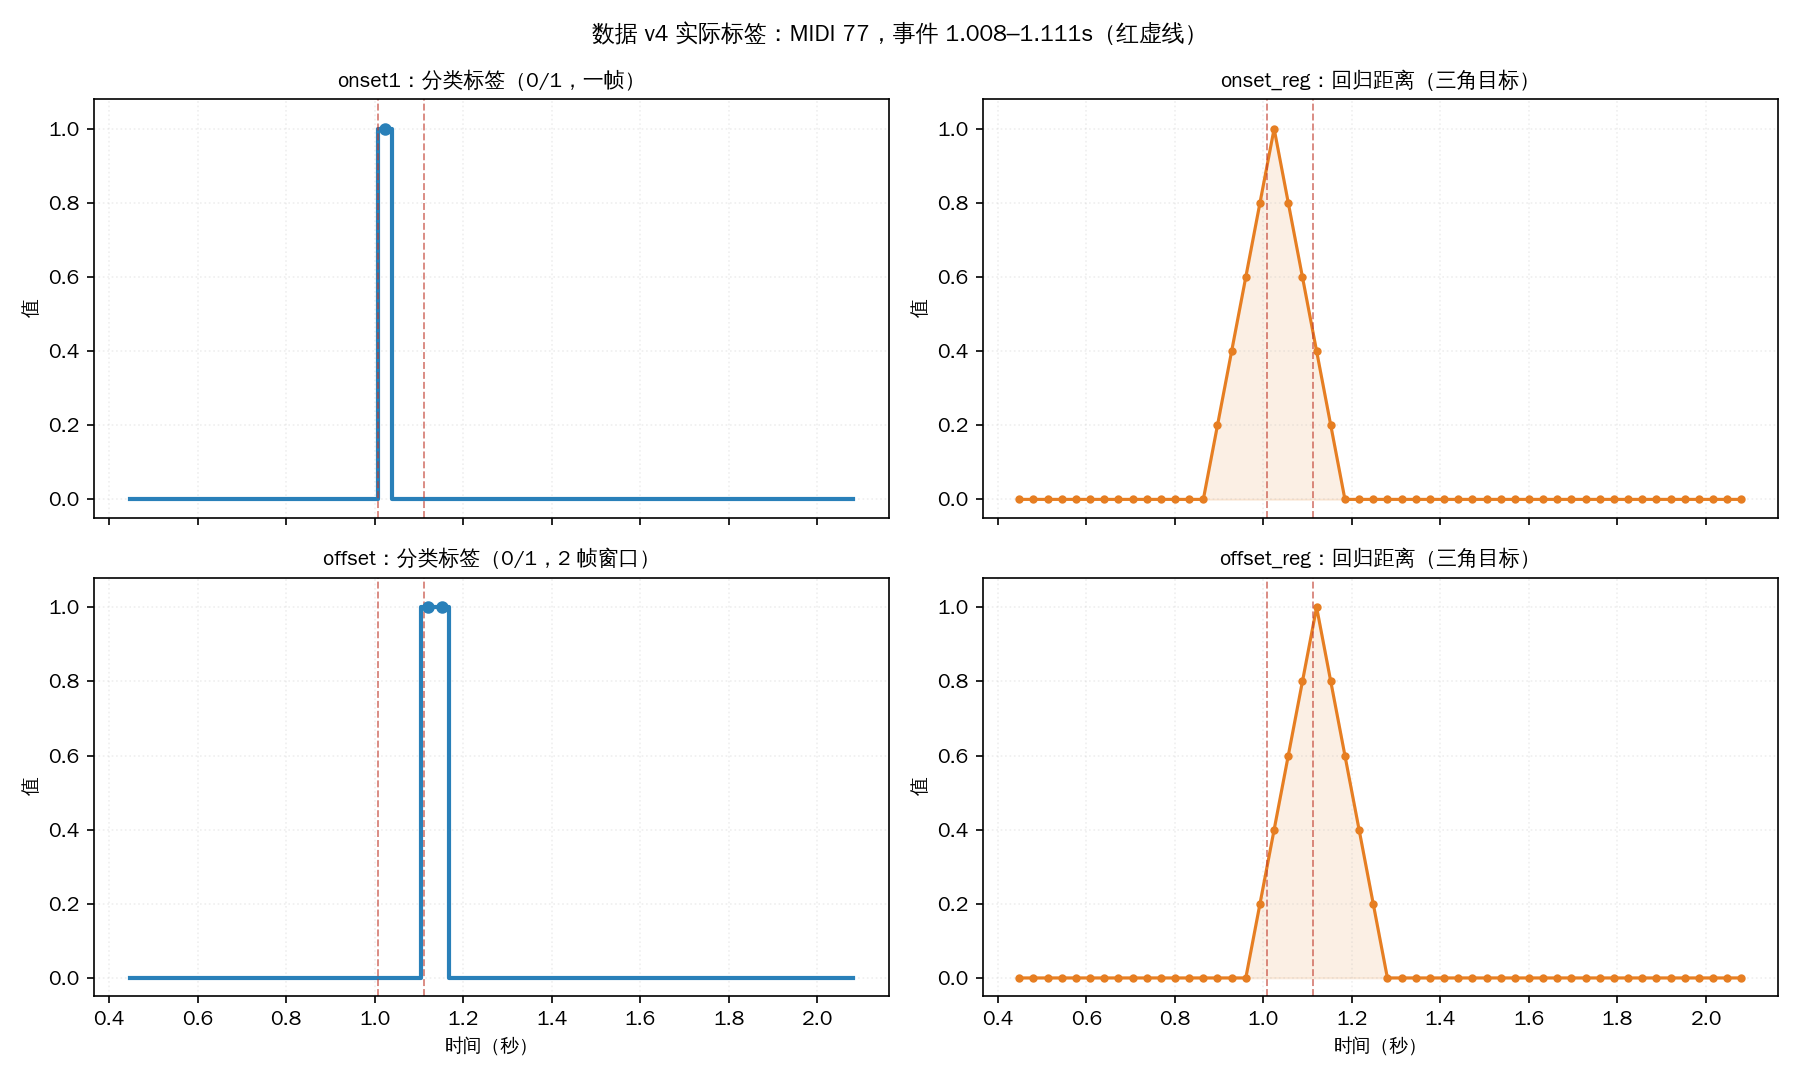 数据 v4 实际标签：MIDI 77，事件 1.008–1.111s（红虚线）
onset1：分类标签（0/1，一帧）
1.0
0.8
0.6
0.4
0.2
0.0
值
onset_reg：回归距离（三角目标）
1.0
0.8
0.6
0.4
0.2
0.0
值
offset：分类标签（0/1，2 帧窗口）
1.0
0.8
0.6
0.4
0.2
0.0
值
0.4 0.6 0.8 1.0 1.2 1.4 1.6 1.8 2.0
时间（秒）
offset_reg：回归距离（三角目标）
1.0
0.8
0.6
0.4
0.2
0.0
值
0.4 0.6 0.8 1.0 1.2 1.4 1.6 1.8 2.0
时间（秒）